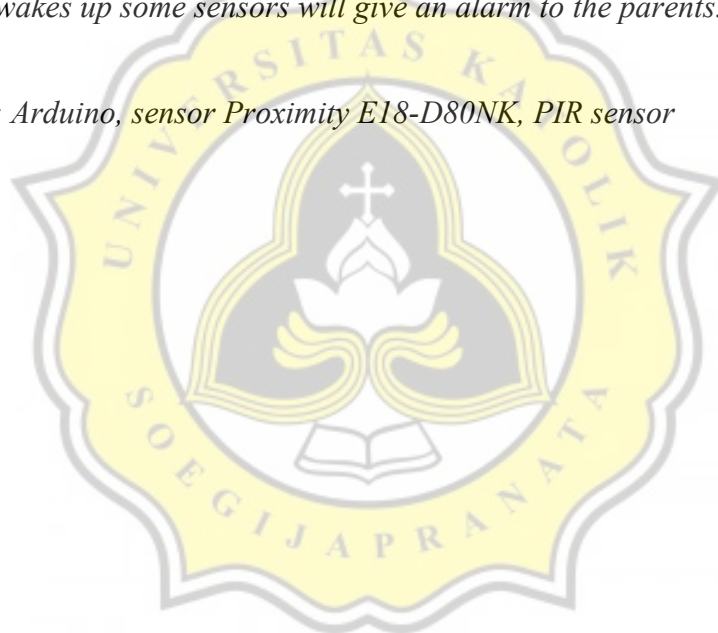 wakes up some sensors will give an alarm to the parents.
: Arduino, sensor Proximity E18-D80NK, PIR sensor
UNIVERSITAS KATOLIK
SOEGIJAPRANATA